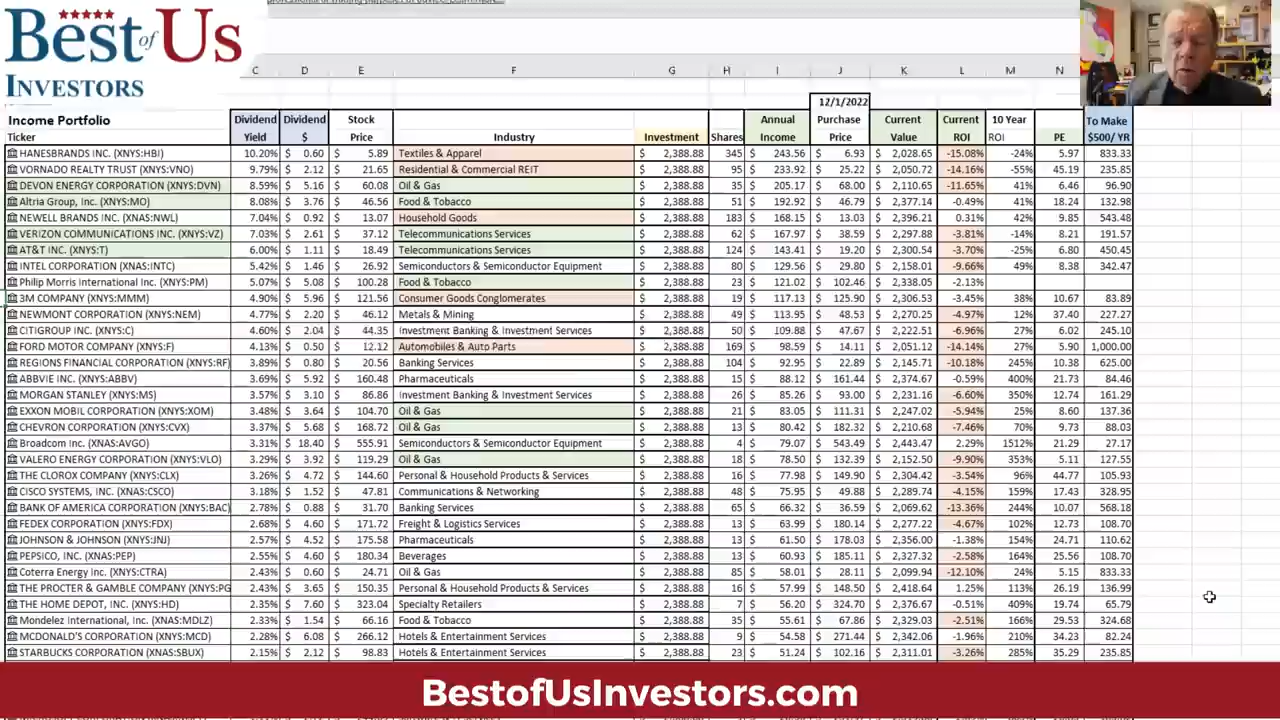 Best of Us
INVESTORS
C D E F G H I J K L M N
12/1/2022
Income Portfolio Dividend Dividend Stock Annual Purchase Current Current 10 Year To Make
Ticker Yield $ Price Industry Investment Shares Income Price Value ROI ROI PE $500/ YR
HANESBRANDS INC. (XNYS:HBI) 10.20% $ 0.60 $ 5.89 Textiles & Apparel $ 2,388.88 345 243.56 $ 6.93 $ 2,028.65 -15.08% -24% 5.97 833.33
VORNADO REALTY TRUST (XNYS:VNO) 9.79% $ 2.12 $ 21.65 Residential & Commercial REIT $ 2,388.88 95 233.92 $ 25.22 $ 2,050.72 -14.16% -55% 45.19 235.85
DEVON ENERGY CORPORATION (XNYS:DVN) 8.59% $ 5.16 $ 60.08 Oil & Gas $ 2,388.88 35 205.17 $ 68.00 $ 2,110.65 -11.65% 41% 6.46 96.90
Altria Group, Inc. (XNYS:MO) 8.08% $ 3.76 $ 46.56 Food & Tobacco $ 2,388.88 51 192.92 $ 46.79 $ 2,377.14 -0.49% 41% 18.24 132.98
NEWELL BRANDS INC. (XNAS:NWL) 7.04% $ 0.92 $ 13.07 Household Goods $ 2,388.88 183 168.15 $ 13.03 $ 2,396.21 0.31% 42% 9.85 543.48
VERIZON COMMUNICATIONS INC. (XNYS:VZ) 7.03% $ 2.61 $ 37.12 Telecommunications Services $ 2,388.88 62 167.97 $ 38.59 $ 2,297.88 -3.81% -14% 8.21 191.57
AT&T INC. (XNYS:T) 6.00% $ 1.11 $ 18.49 Telecommunications Services $ 2,388.88 124 143.41 $ 19.20 $ 2,300.54 -3.70% -25% 6.80 450.45
INTEL CORPORATION (XNAS:INTC) 5.42% $ 1.46 $ 26.92 Semiconductors & Semiconductor Equipment $ 2,388.88 80 129.56 $ 29.80 $ 2,158.01 -9.66% 49% 8.38 342.47
Philip Morris International Inc. (XNYS:PM) 5.07% $ 5.08 $ 100.28 Food & Tobacco $ 2,388.88 23 121.02 $ 102.46 $ 2,338.05 -2.13%
3M COMPANY (XNYS:MMM) 4.90% $ 5.96 $ 121.56 Consumer Goods Conglomerates $ 2,388.88 19 117.13 $ 125.90 $ 2,306.53 -3.45% 38% 10.67 83.89
NEWMONT CORPORATION (XNYS:NEM) 4.77% $ 2.20 $ 46.12 Metals & Mining $ 2,388.88 49 113.95 $ 48.53 $ 2,270.25 -4.97% 12% 37.40 227.27
CITIGROUP INC. (XNYS:C) 4.60% $ 2.04 $ 44.35 Investment Banking & Investment Services $ 2,388.88 50 109.88 $ 47.67 $ 2,222.51 -6.96% 27% 6.02 245.10
FORD MOTOR COMPANY (XNYS:F) 4.13% $ 0.50 $ 12.12 Automobiles & Auto Parts $ 2,388.88 169 98.59 $ 14.11 $ 2,051.12 -14.14% 27% 5.90 1,000.00
REGIONS FINANCIAL CORPORATION (XNYS:RF) 3.89% $ 0.80 $ 20.56 Banking Services $ 2,388.88 104 92.95 $ 22.89 $ 2,145.71 -10.18% 245% 10.38 625.00
ABBVIE INC. (XNYS:ABBV) 3.69% $ 5.92 $ 160.48 Pharmaceuticals $ 2,388.88 15 88.12 $ 161.44 $ 2,374.67 -0.59% 400% 21.73 84.46
MORGAN STANLEY (XNYS:MS) 3.57% $ 3.10 $ 86.86 Investment Banking & Investment Services $ 2,388.88 26 85.26 $ 93.00 $ 2,231.16 -6.60% 350% 12.74 161.29
EXXON MOBIL CORPORATION (XNYS:XOM) 3.48% $ 3.64 $ 104.70 Oil & Gas $ 2,388.88 21 83.05 $ 111.31 $ 2,247.02 -5.94% 25% 8.60 137.36
CHEVRON CORPORATION (XNYS:CVX) 3.37% $ 5.68 $ 168.72 Oil & Gas $ 2,388.88 13 80.42 $ 182.32 $ 2,210.68 -7.46% 70% 9.73 88.03
Broadcom Inc. (XNAS:AVGO) 3.31% $ 18.40 $ 555.91 Semiconductors & Semiconductor Equipment $ 2,388.88 4 79.07 $ 543.49 $ 2,443.47 2.29% 1512% 21.29 27.17
VALERO ENERGY CORPORATION (XNYS:VLO) 3.29% $ 3.92 $ 119.29 Oil & Gas $ 2,388.88 18 78.50 $ 132.39 $ 2,152.50 -9.90% 353% 5.11 127.55
THE CLOROX COMPANY (XNYS:CLX) 3.26% $ 4.72 $ 144.60 Personal & Household Products & Services $ 2,388.88 16 77.98 $ 149.90 $ 2,304.42 -3.54% 96% 44.77 105.93
CISCO SYSTEMS, INC. (XNAS:CSCO) 3.18% $ 1.52 $ 47.81 Communications & Networking $ 2,388.88 48 75.95 $ 49.88 $ 2,289.74 -4.15% 159% 17.43 328.95
BANK OF AMERICA CORPORATION (XNYS:BAC) 2.78% $ 0.88 $ 31.70 Banking Services $ 2,388.88 65 66.32 $ 36.59 $ 2,069.62 -13.36% 244% 10.07 568.18
FEDEX CORPORATION (XNYS:FDX) 2.68% $ 4.60 $ 171.72 Freight & Logistics Services $ 2,388.88 13 63.99 $ 180.14 $ 2,277.22 -4.67% 102% 12.73 108.70
JOHNSON & JOHNSON (XNYS:JNJ) 2.57% $ 4.52 $ 175.58 Pharmaceuticals $ 2,388.88 13 61.50 $ 178.03 $ 2,356.00 -1.38% 154% 24.71 110.62
PEPSICO, INC. (XNAS:PEP) 2.55% $ 4.60 $ 180.34 Beverages $ 2,388.88 13 60.93 $ 185.11 $ 2,327.32 -2.58% 164% 25.56 108.70
Coterra Energy Inc. (XNYS:CTRA) 2.43% $ 0.60 $ 24.71 Oil & Gas $ 2,388.88 85 58.01 $ 28.11 $ 2,099.94 -12.10% 24% 5.15 833.33
THE PROCTER & GAMBLE COMPANY (XNYS:PG 2.43% $ 3.65 $ 150.35 Personal & Household Products & Services $ 2,388.88 16 57.99 $ 148.50 $ 2,418.64 1.25% 113% 26.19 136.99
THE HOME DEPOT, INC. (XNYS:HD) 2.35% $ 7.60 $ 323.04 Specialty Retailers $ 2,388.88 7 56.20 $ 324.70 $ 2,376.67 -0.51% 409% 19.74 65.79
Mondelez International, Inc. (XNAS:MDLZ) 2.33% $ 1.54 $ 66.16 Food & Tobacco $ 2,388.88 35 55.61 $ 67.86 $ 2,329.03 -2.51% 166% 29.53 324.68
MCDONALD'S CORPORATION (XNYS:MCD) 2.28% $ 6.08 $ 266.12 Hotels & Entertainment Services $ 2,388.88 9 54.58 $ 271.44 $ 2,342.06 -1.96% 210% 34.23 82.24
STARBUCKS CORPORATION (XNAS:SBUX) 2.15% $ 2.12 $ 98.83 Hotels & Entertainment Services $ 2,388.88 23 51.24 $ 102.16 $ 2,311.01 -3.26% 285% 35.29 235.85
BestofUsInvestors.com